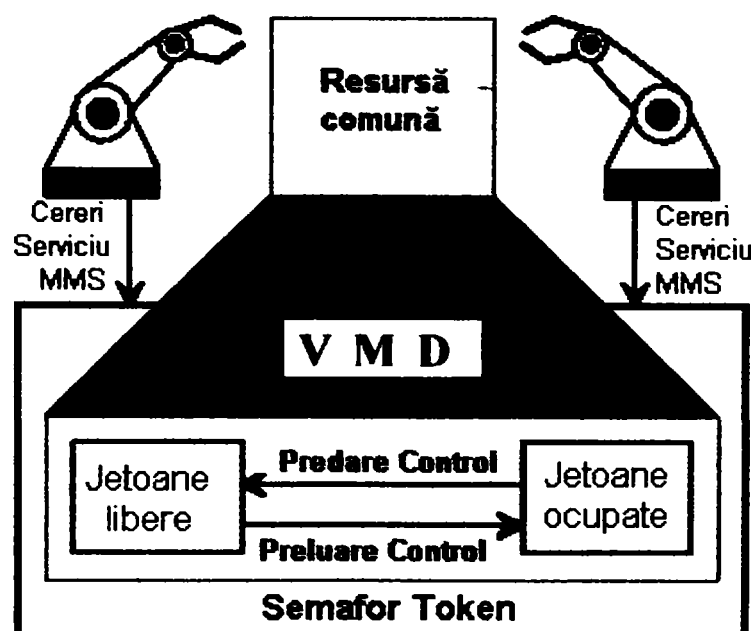 Resursă
comună
Cereri
Serviciu
MMS
Cereri
Serviciu
MMS
V M D
Jetoane
libere
Predare Control
Preluare Control
Jetoane
ocupate
Semafor Token